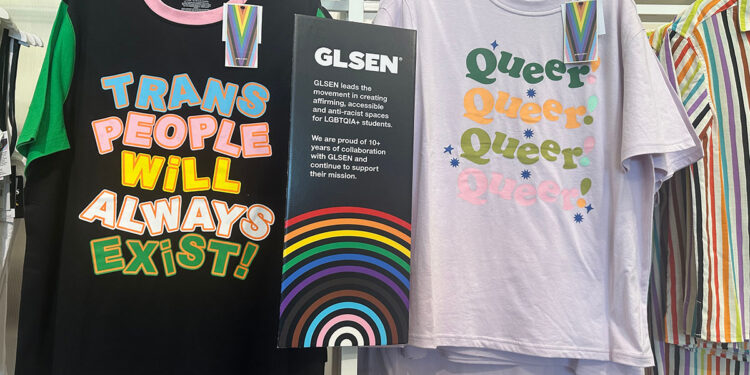 TRANS
PEOPLE
WiLL
ALWAYS
EXiST!
GLSEN®
GLSEN leads the
movement in creating
affirming, accessible
and anti-racist spaces
for LGBTQIA+ students.
We are proud of 10+
years of collaboration
with GLSEN and
continue to support
their mission.
Queer!
Queer!
Queer!
Queer!